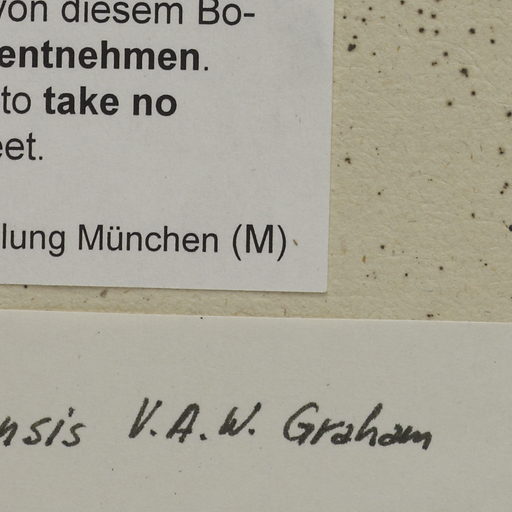 von diesem Bo-
entnehmen.
to take no
eet.
lung München (M)
nsis V.A.W. Graham